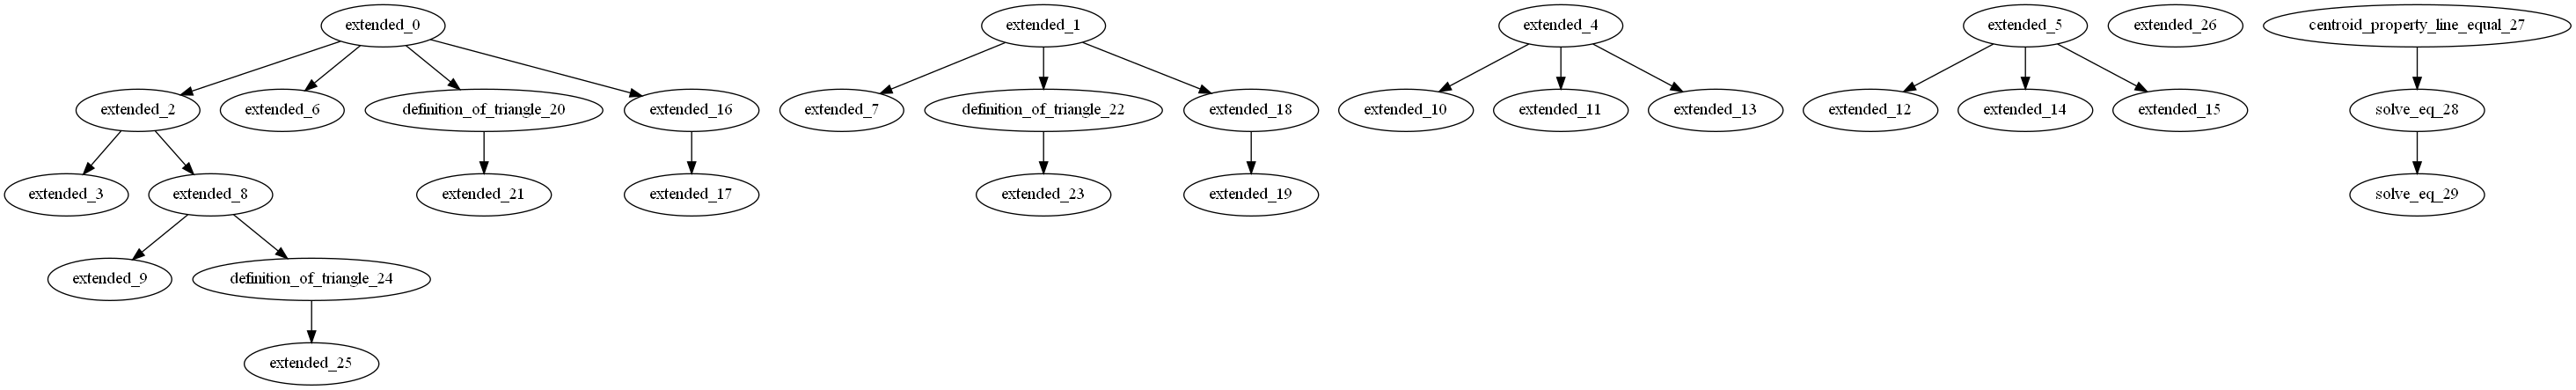 extended_0
extended_1
extended_4
extended_5
extended_26
centroid_property_line_equal_27
extended_2
extended_6
definition_of_triangle_20
extended_16
extended_7
definition_of_triangle_22
extended_18
extended_10
extended_11
extended_13
extended_12
extended_14
extended_15
solve_eq_28
extended_3
extended_8
extended_21
extended_17
extended_23
extended_19
solve_eq_29
extended_9
definition_of_triangle_24
extended_25